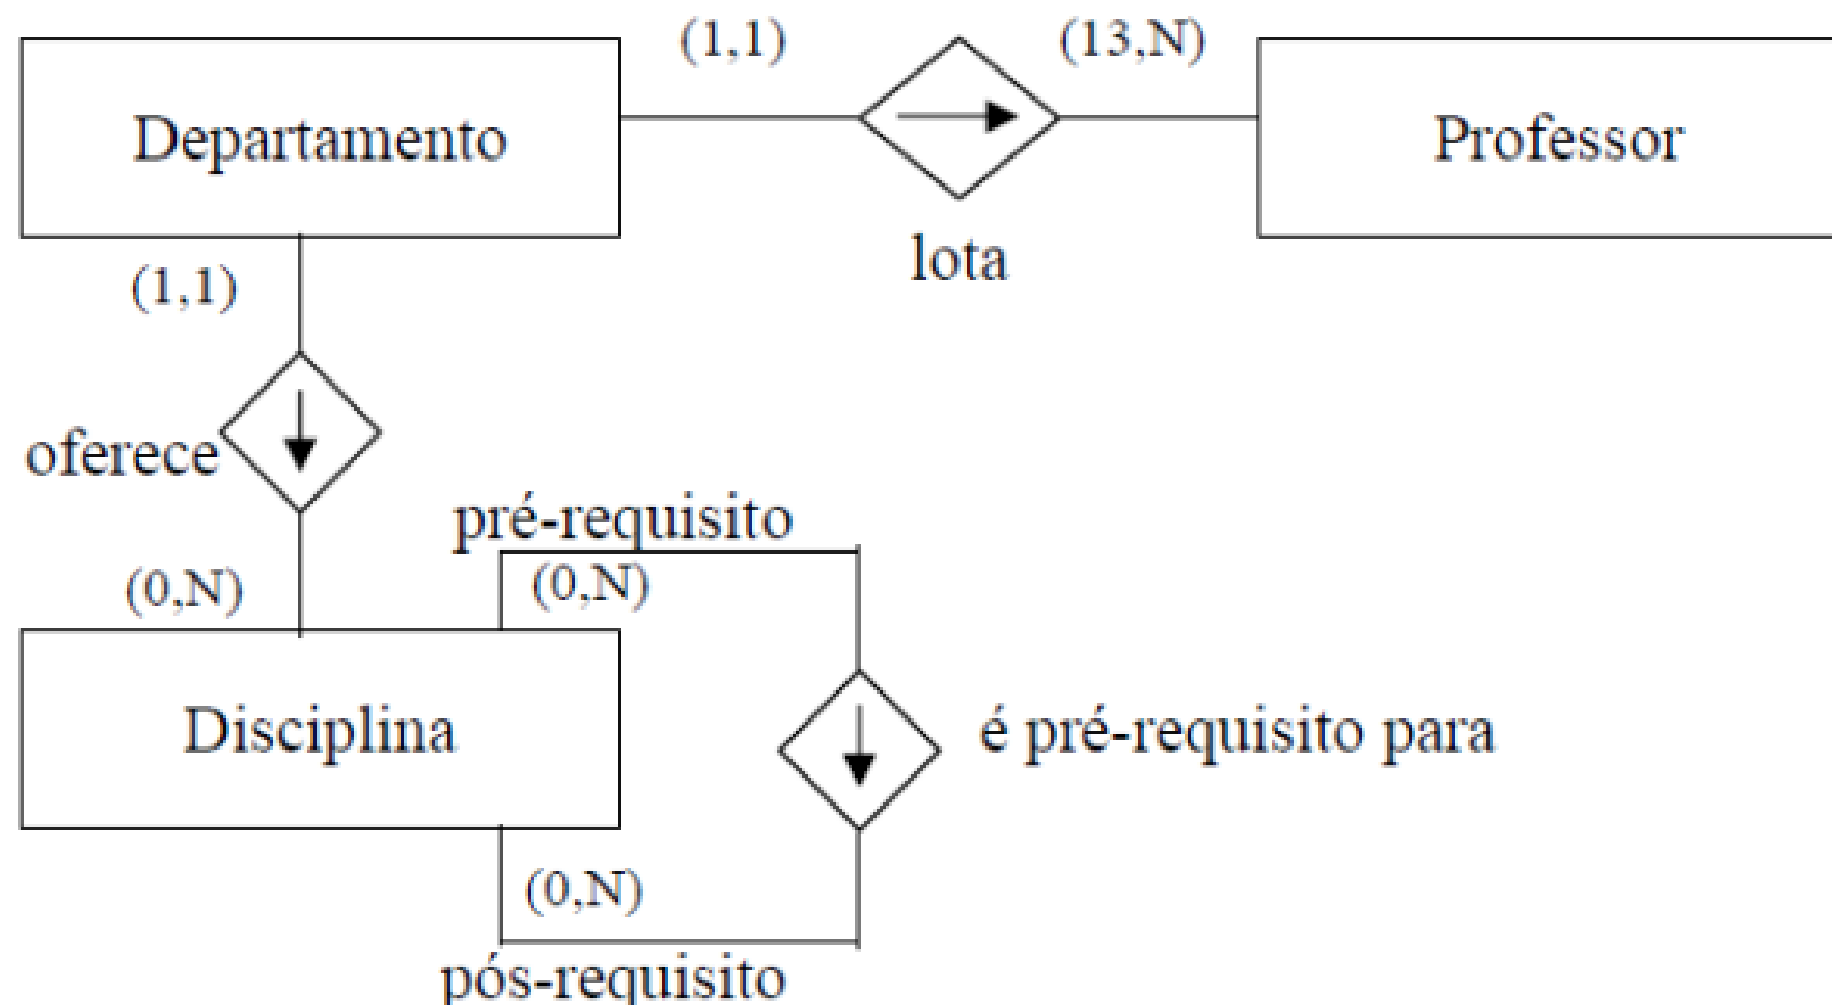 (1,1)
(13,N)
Departamento
Professor
lota
(1,1)
oferece
(0,N)
pré-requisito
(0,N)
Disciplina
é pré-requisito para
(0,N)
pós-requisito